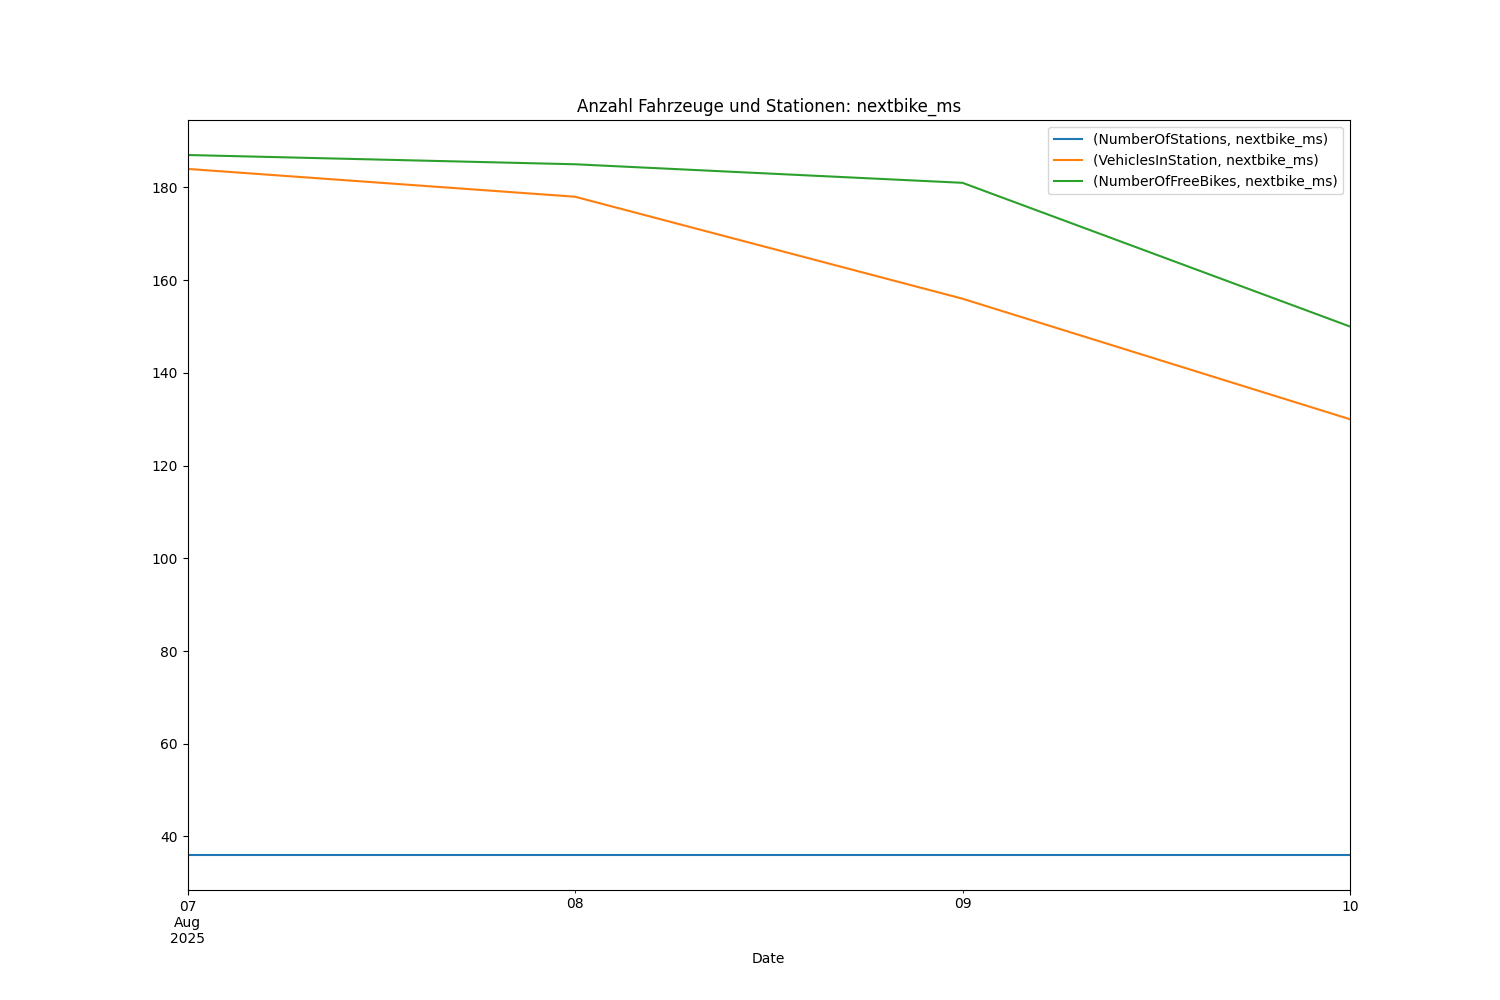 Anzahl Fahrzeuge und Stationen: nextbike_ms
(NumberOfStations, nextbike_ms)
(VehiclesInStation, nextbike_ms)
(NumberOfFreeBikes, nextbike_ms)
180
160
140
120
100
80
60
40
07
Aug
2025
08
09
10
Date